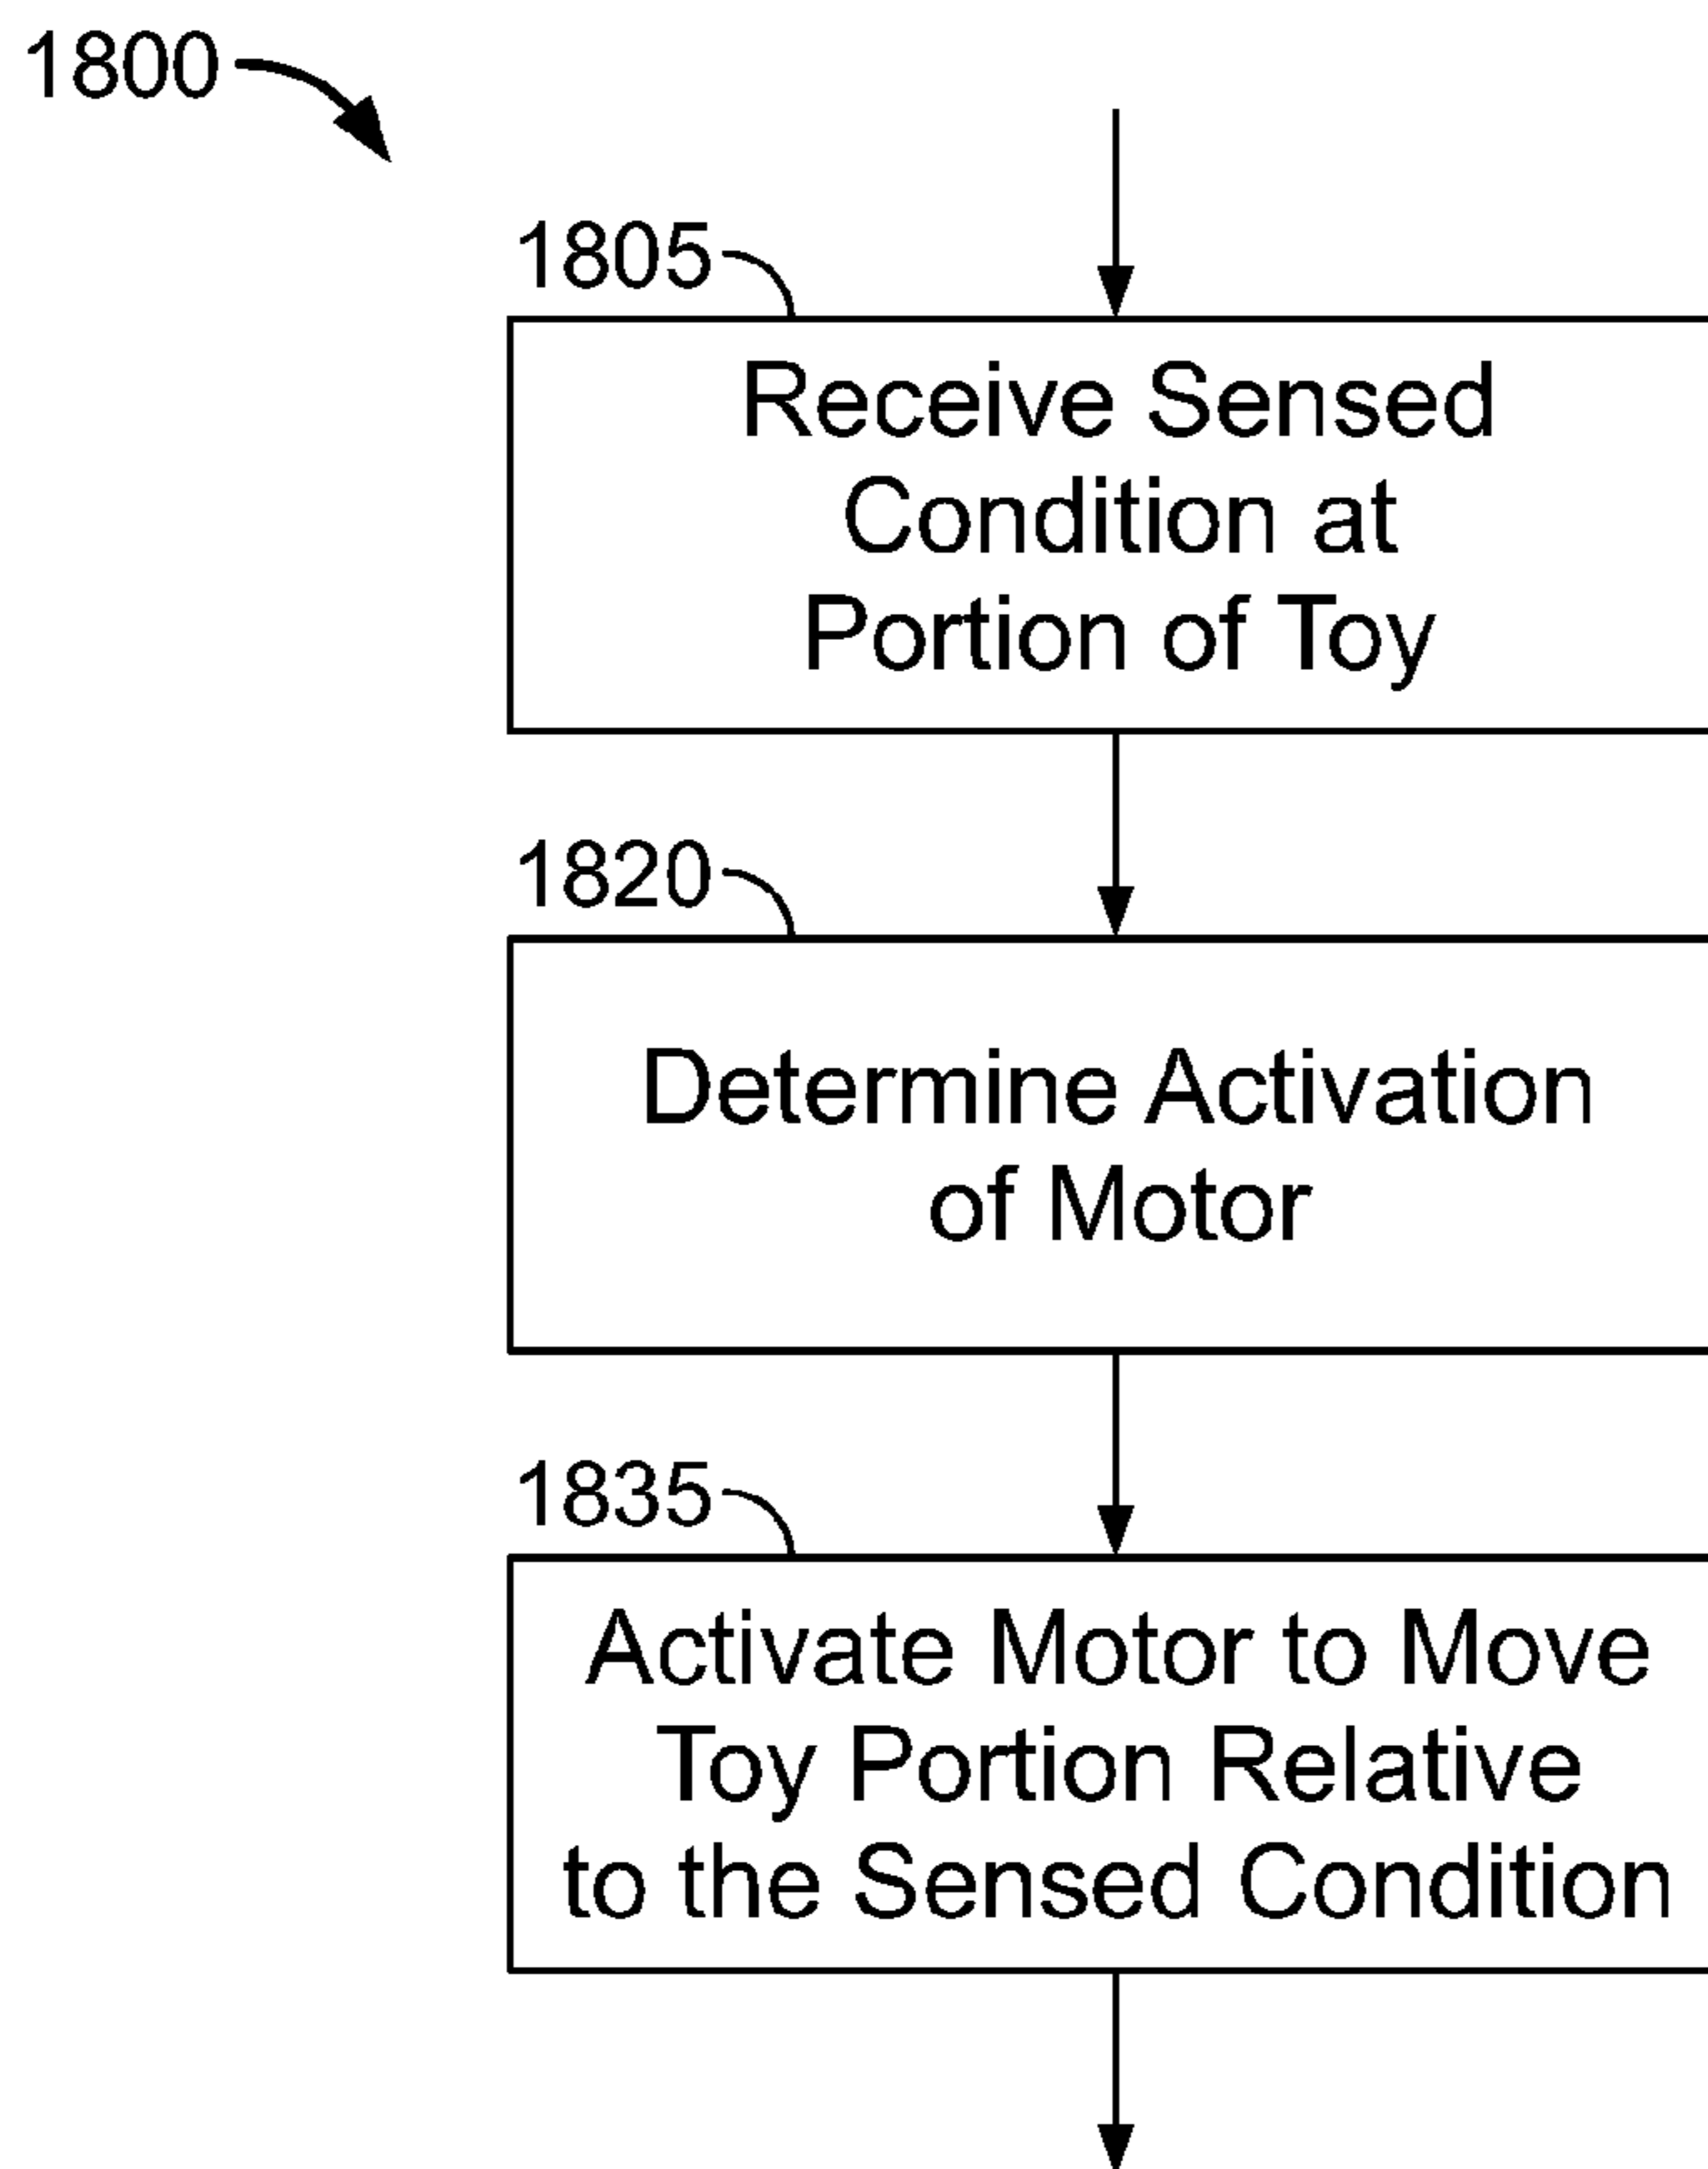 1800
1805
Receive Sensed
Condition at
Portion of Toy
1820
Determine Activation
of Motor
1835
Activate Motor to Move
Toy Portion Relative
to the Sensed Condition